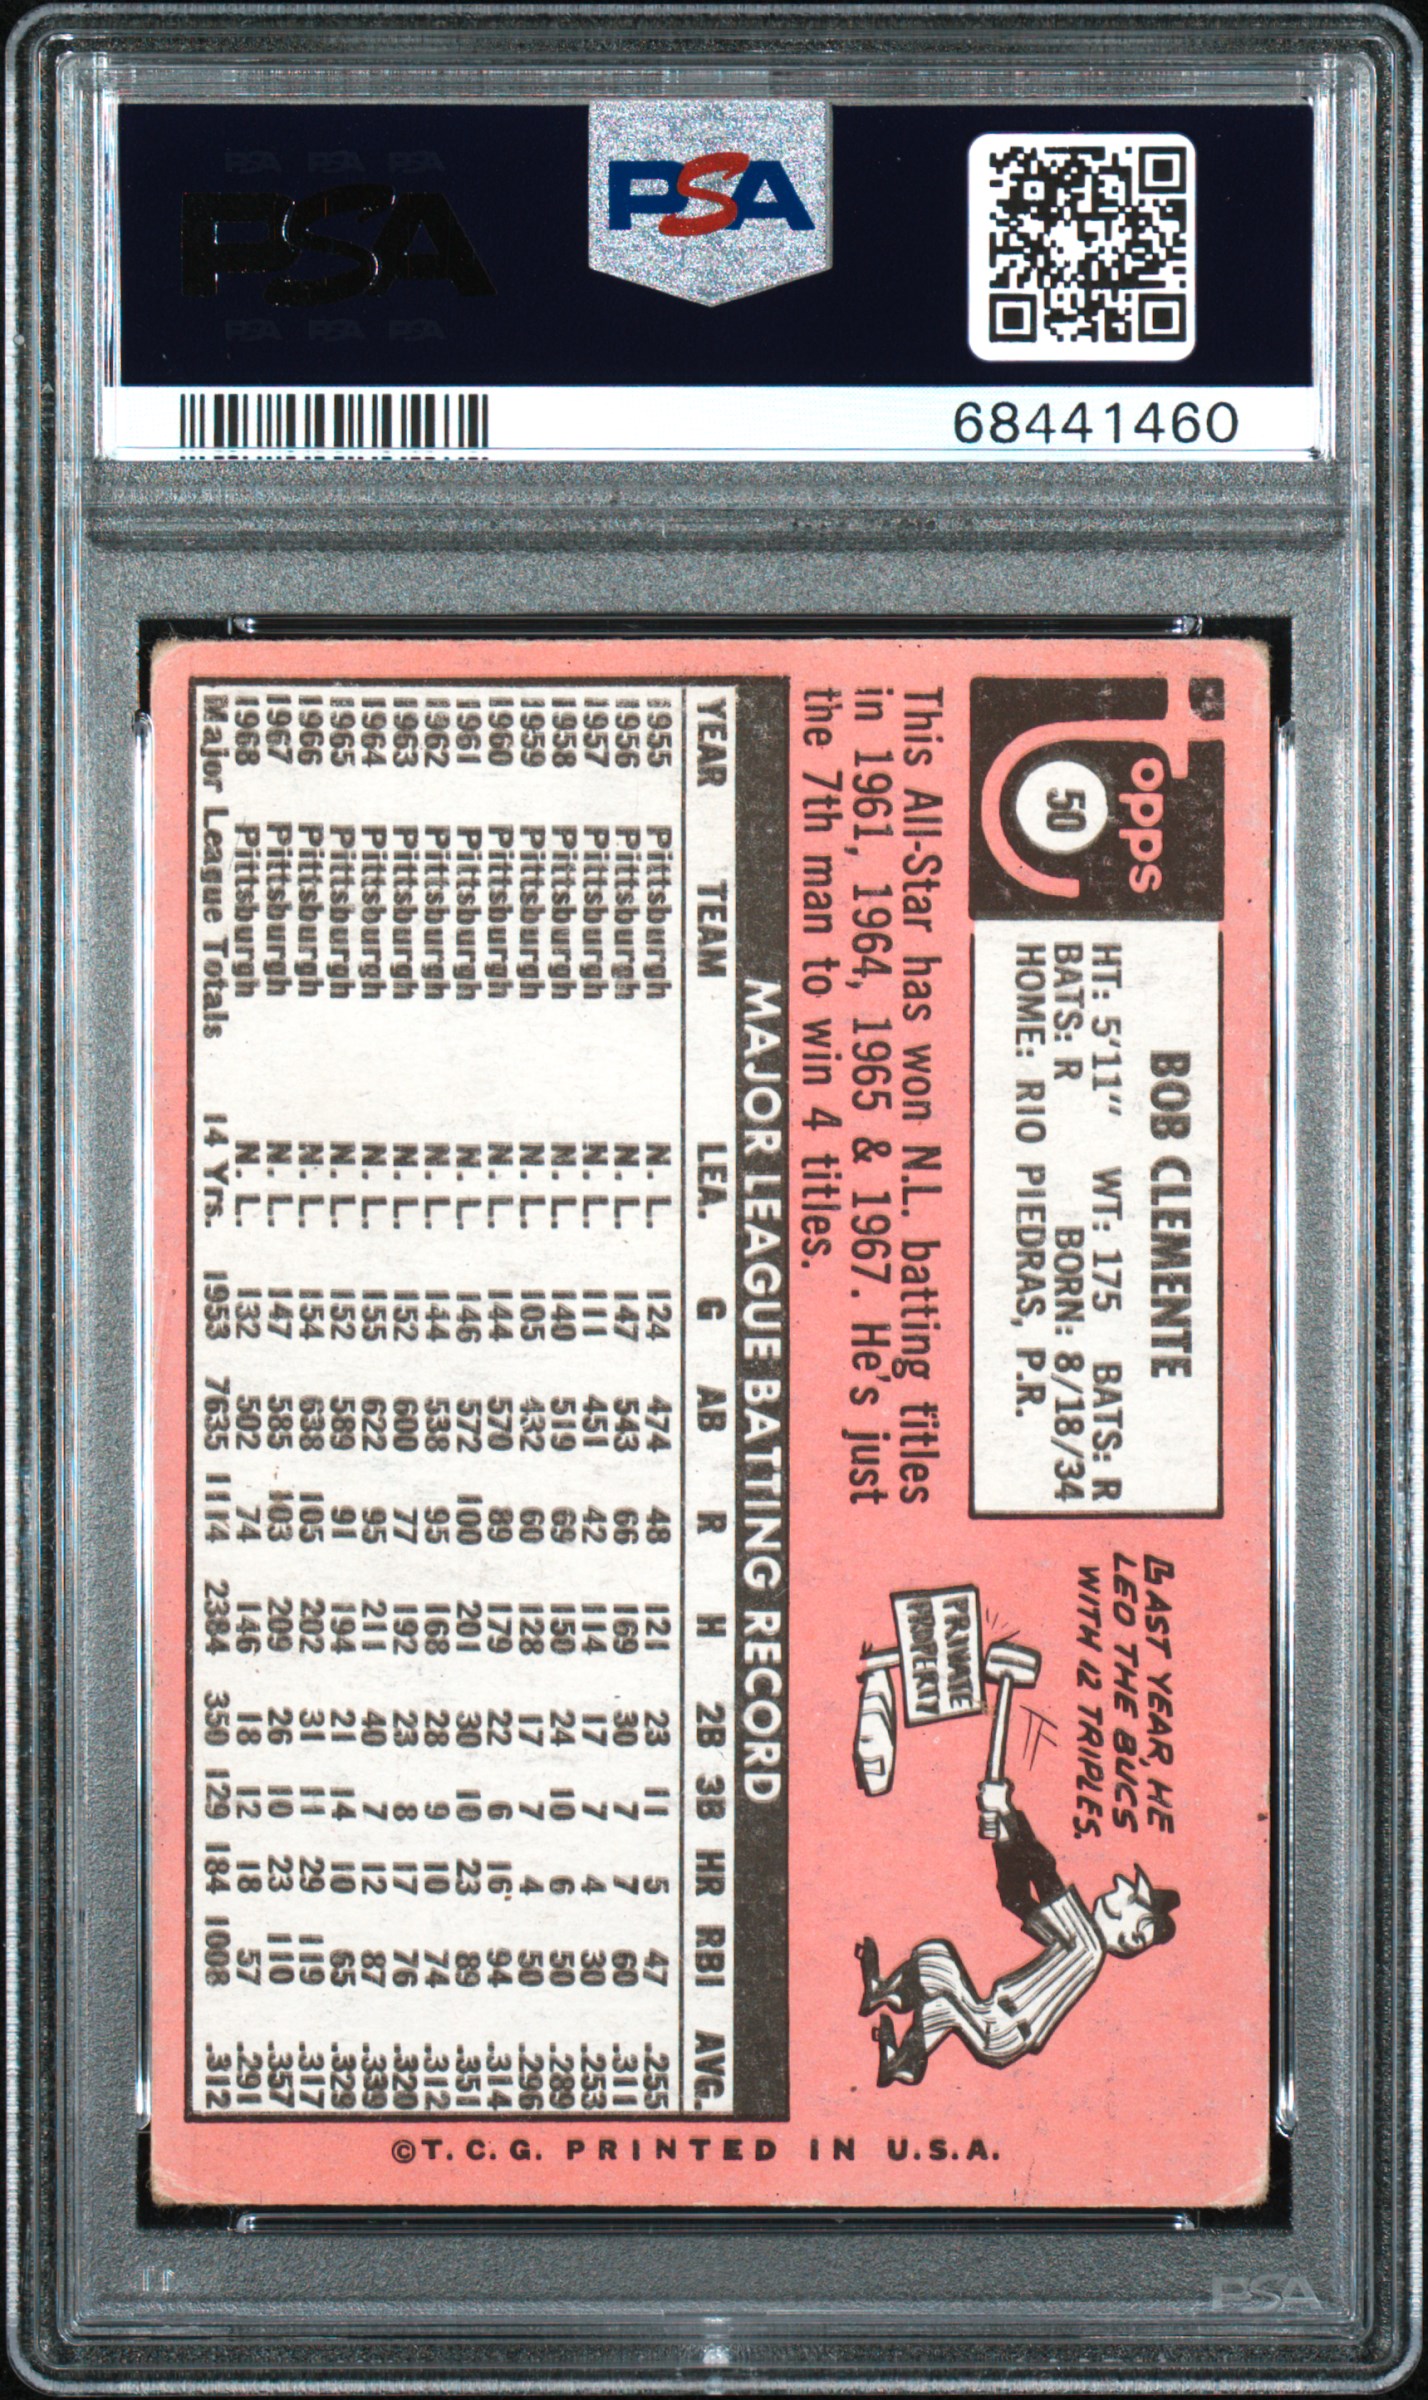 PSA PSA PSA
PSA
PSA PSA PSA
PSA
68441460
Topps
50
BOB CLEMENTE
HT: 5'11" WT: 175 BATS: R
BATS: R BORN: 8/18/34
HOME: RIO PIEDRAS, P.R.
LAST YEAR, HE
LED THE BUCS
WITH 12 TRIPLES.
PRIVATE
PROPERTY
This All-Star has won N.L. batting titles
in 1961, 1964, 1965 & 1967. He's just
the 7th man to win 4 titles.
MAJOR LEAGUE BATTING RECORD
YEAR TEAM LEA. G AB R H 2B 3B HR RBI AVG.
1955 Pittsburgh N. L. 124 474 48 121 23 11 5 47 .255
1956 Pittsburgh N. L. 147 543 66 169 30 7 7 60 .311
1957 Pittsburgh N. L. 111 451 42 114 17 7 4 30 .253
1958 Pittsburgh N. L. 140 519 69 150 24 10 6 50 .289
1959 Pittsburgh N. L. 105 432 60 128 17 7 4 50 .296
1960 Pittsburgh N. L. 144 570 89 179 22 6 16 94 .314
1961 Pittsburgh N. L. 146 572 100 201 30 10 23 89 .351
1962 Pittsburgh N. L. 144 538 95 168 28 9 10 74 .312
1963 Pittsburgh N. L. 152 600 77 192 23 8 17 76 .320
1964 Pittsburgh N. L. 155 622 95 211 40 7 12 87 .339
1965 Pittsburgh N. L. 152 589 91 194 21 14 10 65 .329
1966 Pittsburgh N. L. 154 638 105 202 31 11 29 119 .317
1967 Pittsburgh N. L. 147 585 103 209 26 10 23 110 .357
1968 Pittsburgh N. L. 132 502 74 146 18 12 18 57 .291
Major League Totals 14 Yrs. 1953 7635 1114 2384 350 129 184 1008 .312
©T.C.G. PRINTED IN U.S.A.
PSA